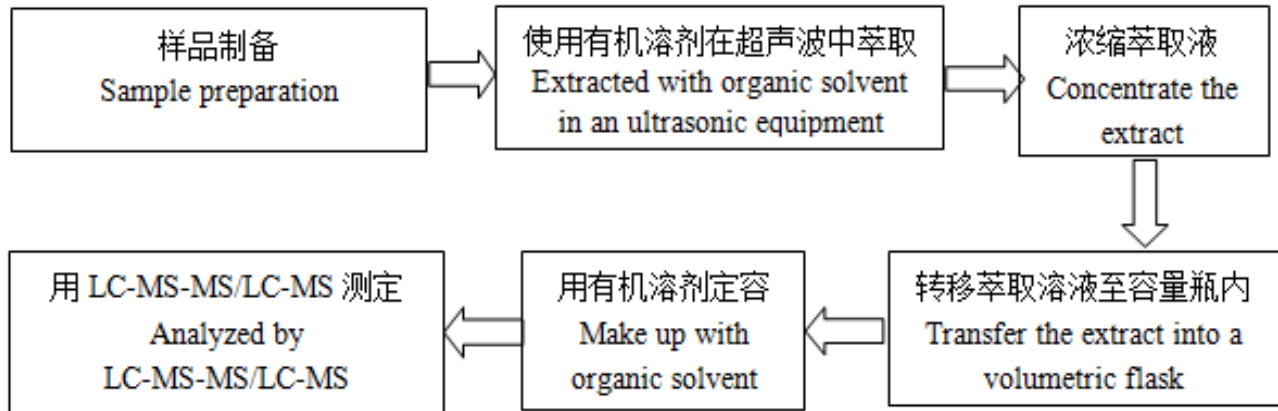 样品制备
Sample preparation
使用有机溶剂在超声波中萃取
Extracted with organic solvent
in an ultrasonic equipment
浓缩萃取液
Concentrate the
extract
转移萃取溶液至容量瓶内
Transfer the extract into a
volumetric flask
用有机溶剂定容
Make up with
organic solvent
用 LC-MS-MS/LC-MS 测定
Analyzed by
LC-MS-MS/LC-MS